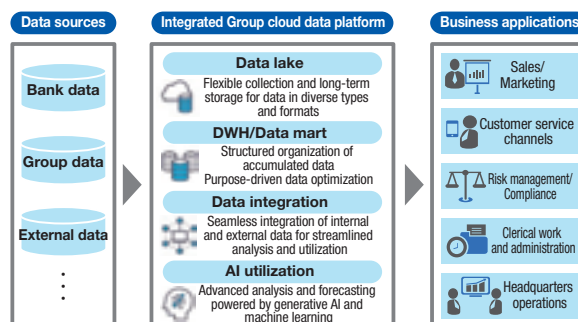 Data sources
Bank data
Group data
External data
Integrated Group cloud data platform
Data lake
Flexible collection and long-term
storage for data in diverse types
and formats
DWH/Data mart
Structured organization of
accumulated data
Purpose-driven data optimization
Data integration
Seamless integration of internal
and external data for streamlined
analysis and utilization
AI utilization
Advanced analysis and forecasting
powered by generative AI and
machine learning
Business applications
Sales/
Marketing
Customer service
channels
Risk management/
Compliance
Clerical work
and administration
Headquarters
operations